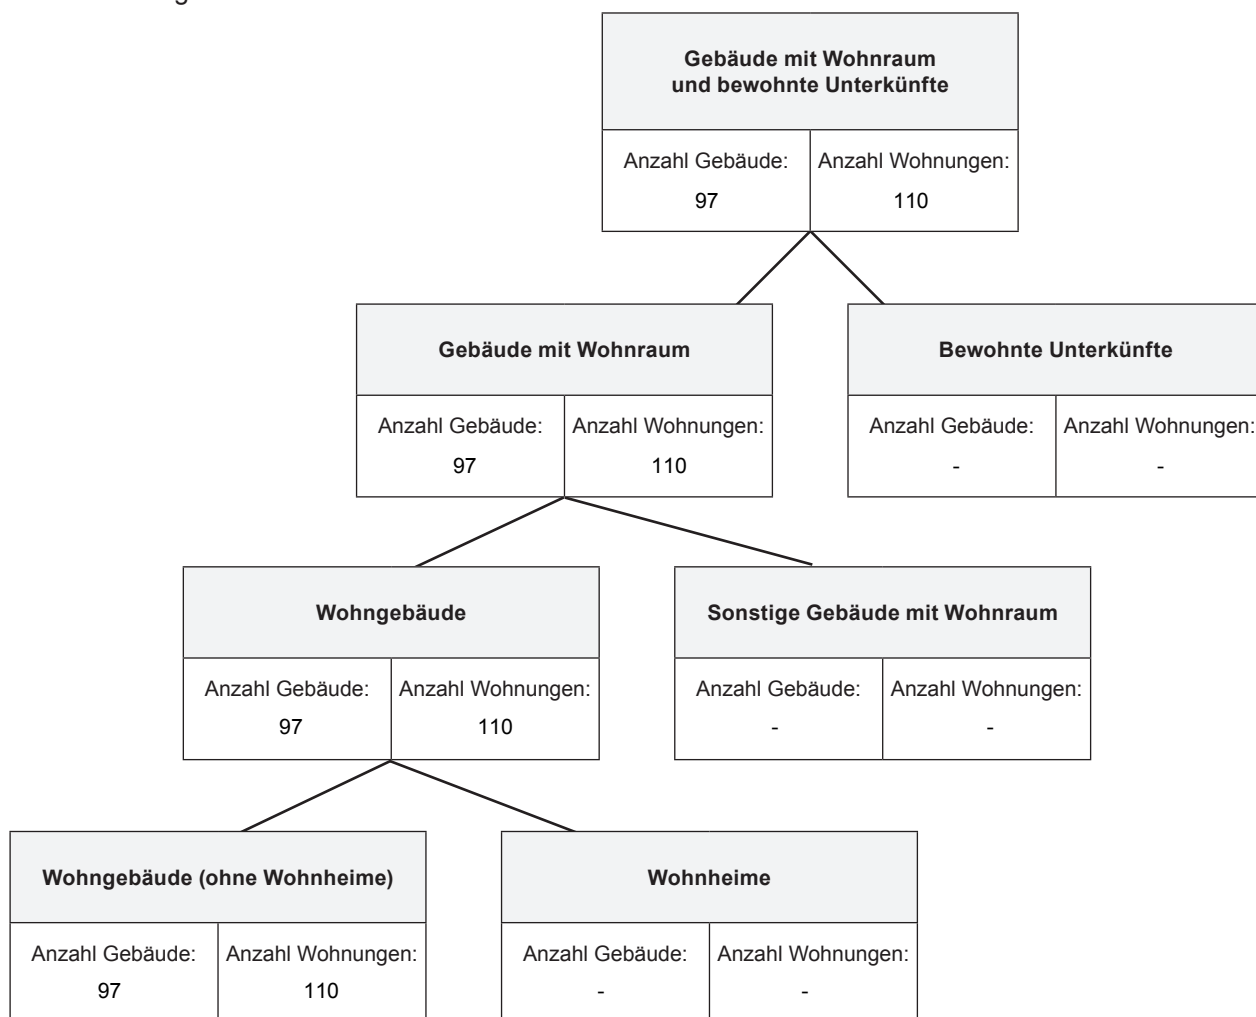 Gebäude mit Wohnraum
und bewohnte Unterkünfte
Anzahl Gebäude: Anzahl Wohnungen:
97 110
Gebäude mit Wohnraum
Anzahl Gebäude: Anzahl Wohnungen:
97 110
Bewohnte Unterkünfte
Anzahl Gebäude: Anzahl Wohnungen:
- -
Wohngebäude
Anzahl Gebäude: Anzahl Wohnungen:
97 110
Sonstige Gebäude mit Wohnraum
Anzahl Gebäude: Anzahl Wohnungen:
- -
Wohngebäude (ohne Wohnheime)
Anzahl Gebäude: Anzahl Wohnungen:
97 110
Wohnheime
Anzahl Gebäude: Anzahl Wohnungen:
- -